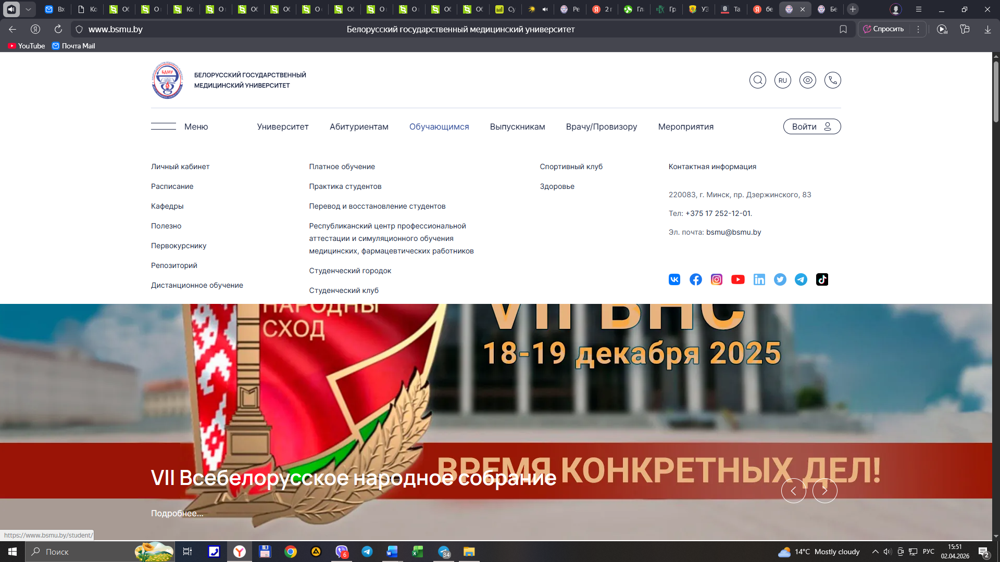 Вх
Ко
Об
О
Ко
О
Об
Об
О
Об
О
О
Об
Об
Су
Ре
2 г
Гл
Гр
УЗ
Та
бе
Бе
www.bsmu.by
Белорусский государственный медицинский университет
Спросить
YouTube
Почта Mail
БДМУ
БЕЛОРУССКИЙ ГОСУДАРСТВЕННЫЙ
МЕДИЦИНСКИЙ УНИВЕРСИТЕТ
RU
Меню
Университет
Абитуриентам
Обучающимся
Выпускникам
Врачу/Провизору
Мероприятия
Войти
Личный кабинет
Расписание
Кафедры
Полезно
Первокурснику
Репозиторий
Дистанционное обучение
Платное обучение
Практика студентов
Перевод и восстановление студентов
Республиканский центр профессиональной
аттестации и симуляционного обучения
медицинских, фармацевтических работников
Студенческий городок
Студенческий клуб
Спортивный клуб
Здоровье
Контактная информация
220083, г. Минск, пр. Дзержинского, 83
Тел: +375 17 252-12-01.
Эл. почта: bsmu@bsmu.by
НАРОДНЫ
СХОД
VII ВНС
18-19 декабря 2025
ВРЕМЯ КОНКРЕТНЫХ ДЕЛ!
VII Всебелорусское народное собрание
Подробнее...
https://www.bsmu.by/student/
Поиск
6
34
14°C Mostly cloudy
РУС
15:51
02.04.2026
2